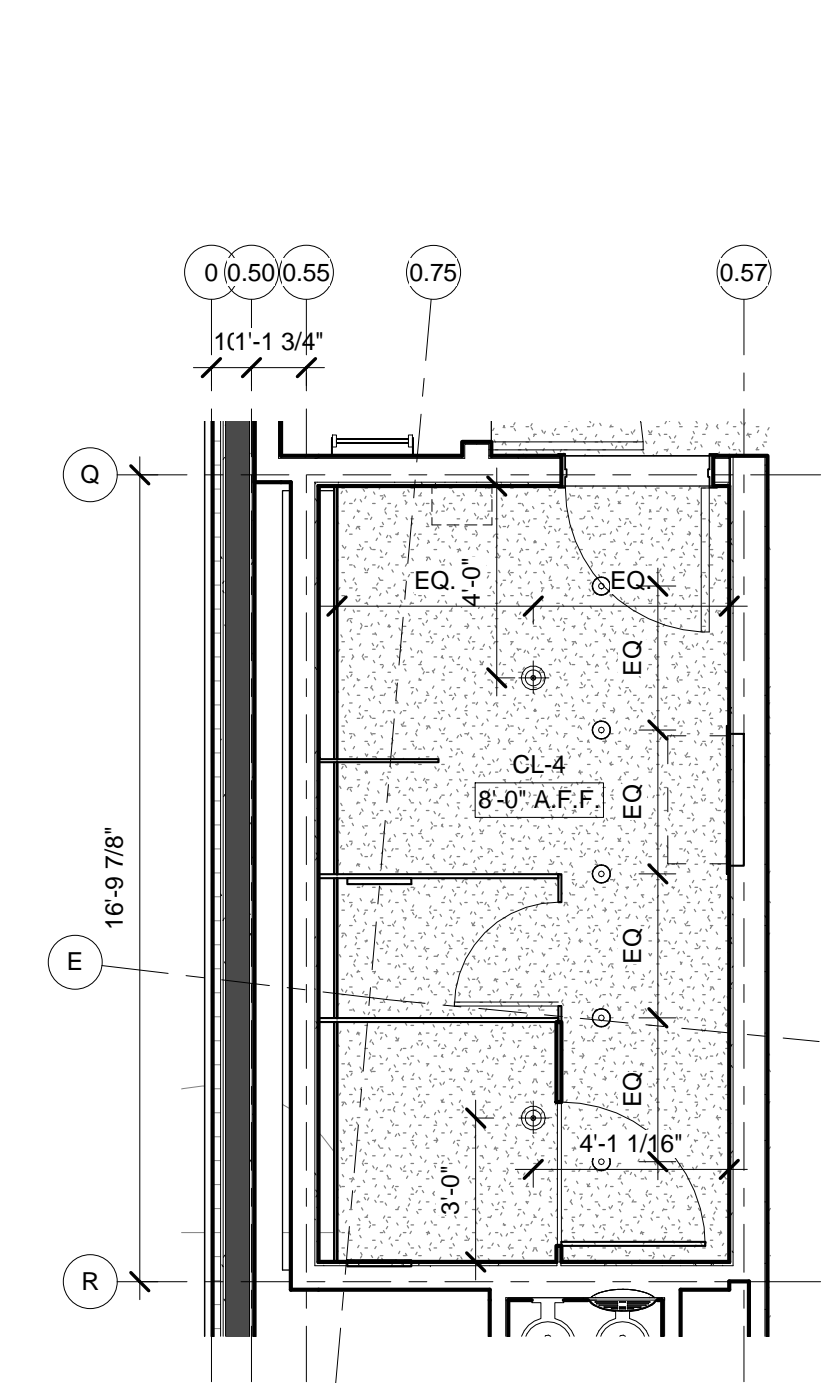 0
0.50
0.55
0.75
0.57
1'-1 3/4"
Q
EQ.
4'-0"
EQ
EQ
CL-4
8'-0" A.F.F.
EQ
16'-9 7/8"
EQ
E
EQ
4'-1 1/16"
3'-0"
R